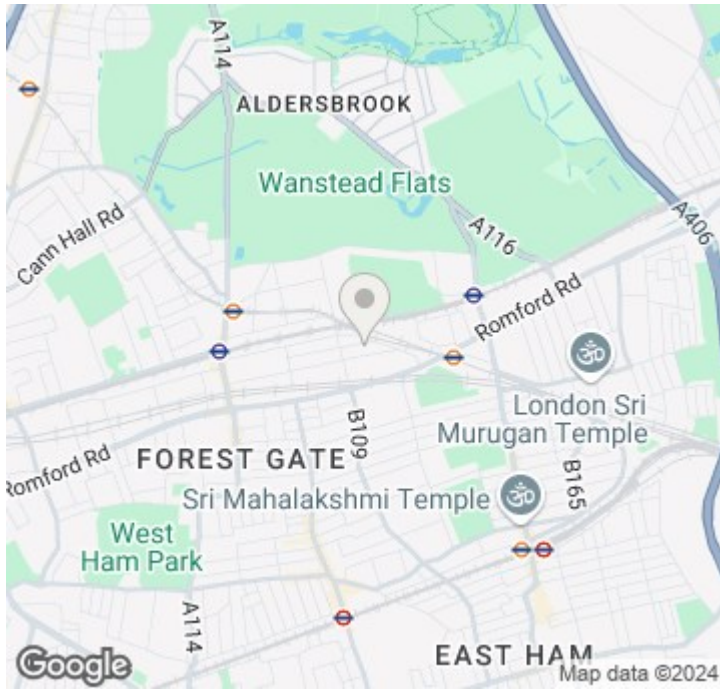 A114
ALDERSBROOK
Wanstead Flats
Cann Hall Rd
A116
A406
Romford Rd
London Sri
Murugan Temple
B109
FOREST GATE
Romford Rd
Sri Mahalakshmi Temple
B165
West
Ham Park
A114
EAST HAM
Google
Map data ©2024